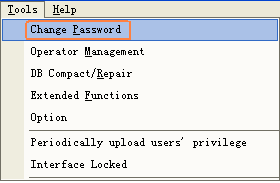 Tools Help
Change Password
Operator Management
DB Compact/Repair
Extended Functions
Option
Periodically upload users' privilege
Interface Locked